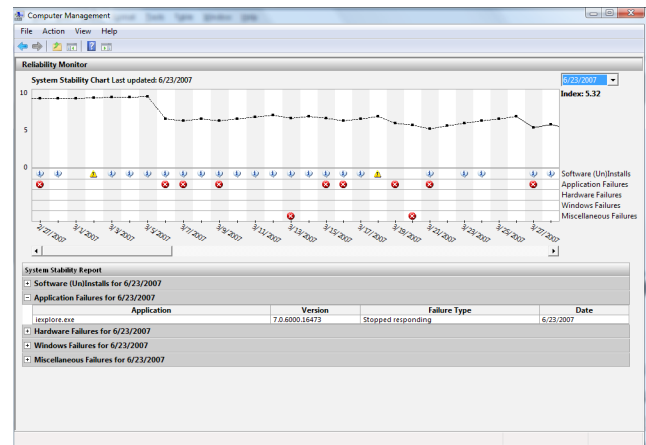 Computer Management
File Action View Help
Reliability Monitor
System Stability Chart Last updated: 6/23/2007
6/23/2007
Index: 5.32
10
5
0
Software (Un)Installs
Application Failures
Hardware Failures
Windows Failures
Miscellaneous Failures
2/27/2007 3/1/2007 3/3/2007 3/5/2007 3/7/2007 3/9/2007 3/11/2007 3/13/2007 3/15/2007 3/17/2007 3/19/2007 3/21/2007 3/23/2007 3/25/2007 3/27/2007
System Stability Report
Software (Un)Installs for 6/23/2007
Application Failures for 6/23/2007
Application Version Failure Type Date
iexplore.exe 7.0.6000.16473 Stopped responding 6/23/2007
Hardware Failures for 6/23/2007
Windows Failures for 6/23/2007
Miscellaneous Failures for 6/23/2007